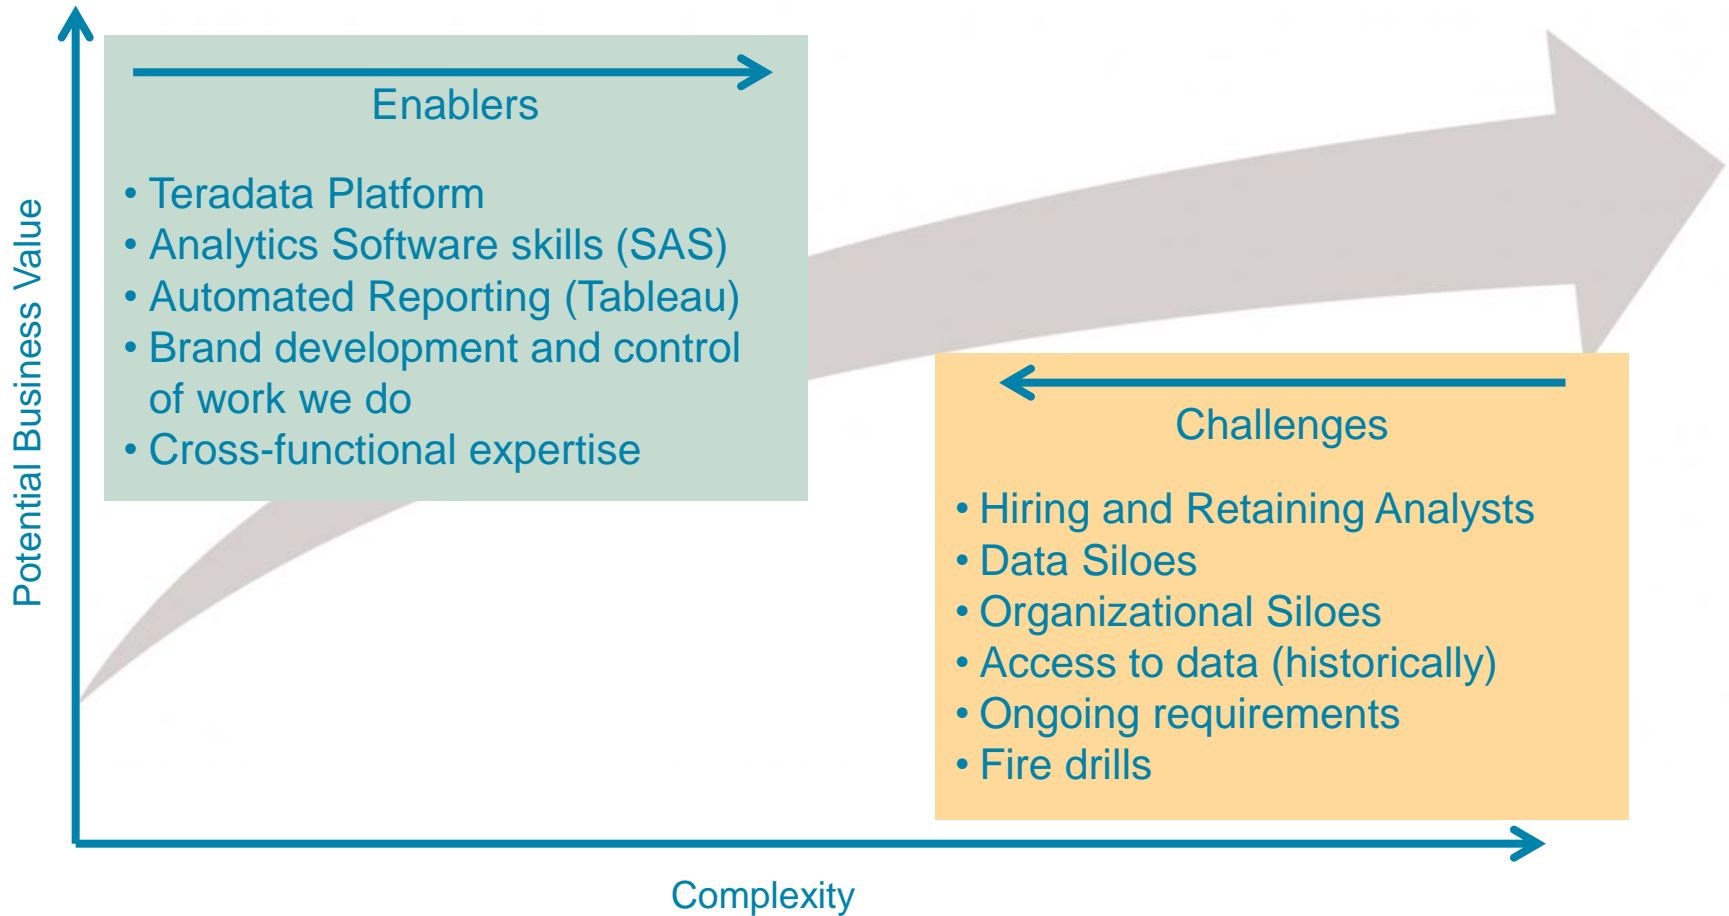 Potential Business Value
Enablers
• Teradata Platform
• Analytics Software skills (SAS)
• Automated Reporting (Tableau)
• Brand development and control
of work we do
• Cross-functional expertise
Challenges
• Hiring and Retaining Analysts
• Data Siloes
• Organizational Siloes
• Access to data (historically)
• Ongoing requirements
• Fire drills
Complexity